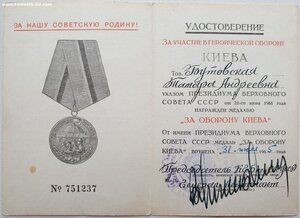 ЗА НАШУ СОВЕТСКУЮ РОДИНУ!
№ 751237
УДОСТОВЕРЕНИЕ
ЗА УЧАСТИЕ В ГЕРОИЧЕСКОЙ ОБОРОНЕ
КИЕВА
Тов. Бутовская
Тамара Андреевна
УКАЗОМ ПРЕЗИДИУМА ВЕРХОВНОГО
СОВЕТА СССР от 21-го июня 1961 года
НАГРАЖДЕН МЕДАЛЬЮ
„ЗА ОБОРОНУ КИЕВА“
От имени ПРЕЗИДИУМА ВЕРХОВНОГО
СОВЕТА СССР МЕДАЛЬ „ЗА ОБОРОНУ
КИЕВА“ ВРУЧЕНА